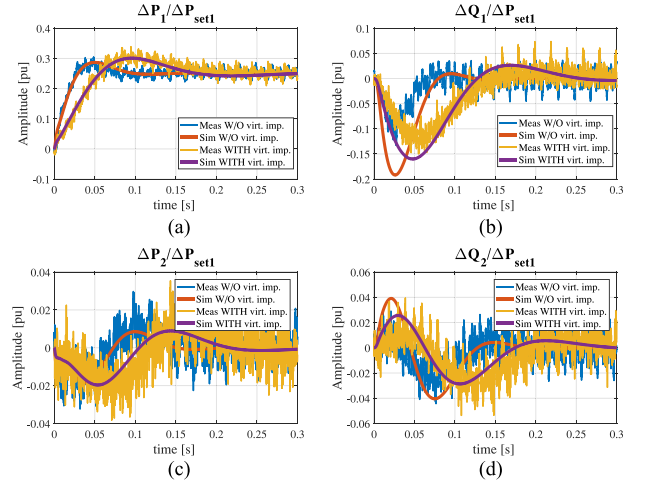 ΔP1/ΔPset1
Amplitude [pu]
0.4
0.3
0.2
0.1
0
-0.1
Meas W/O virt. imp.
Sim W/O virt. imp.
Meas WITH virt. imp.
Sim WITH virt. imp.
0 0.05 0.1 0.15 0.2 0.25 0.3
time [s]
(a)
ΔQ1/ΔPset1
Amplitude [pu]
0.1
0.05
0
-0.05
-0.1
-0.15
-0.2
Meas W/O virt. imp.
Sim W/O virt. imp.
Meas WITH virt. imp.
Sim WITH virt. imp.
0 0.05 0.1 0.15 0.2 0.25 0.3
time [s]
(b)
ΔP2/ΔPset1
Amplitude [pu]
0.04
0.02
0
-0.02
-0.04
Meas W/O virt. imp.
Sim W/O virt. imp.
Meas WITH virt. imp.
Sim WITH virt. imp.
0 0.05 0.1 0.15 0.2 0.25 0.3
time [s]
(c)
ΔQ2/ΔPset1
Amplitude [pu]
0.06
0.04
0.02
0
-0.02
-0.04
-0.06
Meas W/O virt. imp.
Sim W/O virt. imp.
Meas WITH virt. imp.
Sim WITH virt. imp.
0 0.05 0.1 0.15 0.2 0.25 0.3
time [s]
(d)